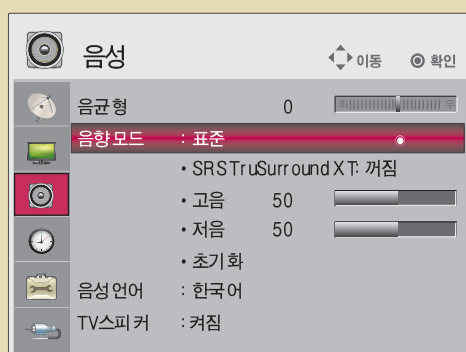 음성
이동 확인
음균형 0 좌 우
음향모드 : 표준
• SRS TruSurround XT: 꺼짐
• 고음 50
• 저음 50
• 초기화
음성언어 : 한국어
TV스피커 : 켜짐